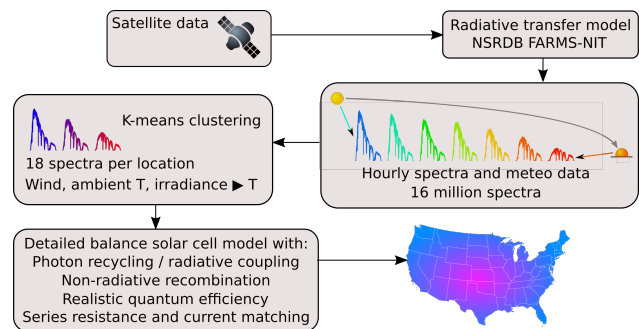 Satellite data
Radiative transfer model
NSRDB FARMS-NIT
Hourly spectra and meteo data
16 million spectra
K-means clustering
18 spectra per location
Wind, ambient T, irradiance ▶ T
Detailed balance solar cell model with:
Photon recycling / radiative coupling
Non-radiative recombination
Realistic quantum efficiency
Series resistance and current matching